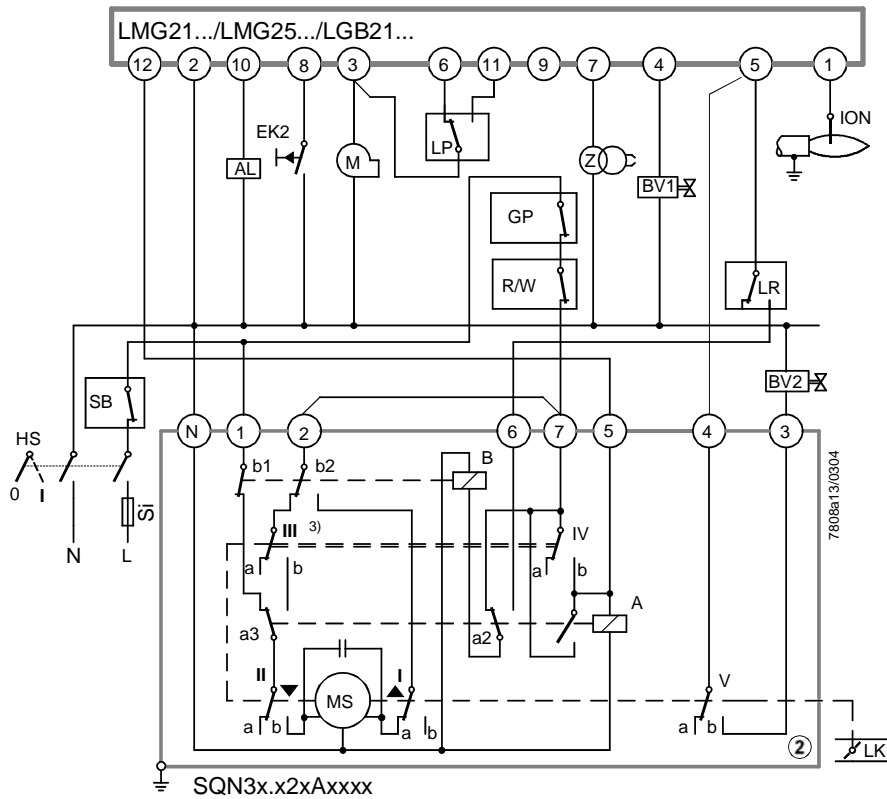 LMG21.../LMG25.../LGB21...
12 2 10 8 3 6 11 9 7 4 5 1
EK2
ION
AL
M
LP
Z
BV1
GP
R/W
LR
BV2
SB
N 1 2 6 7 5 4 3
HS
0 I
Si
N L
b1 b2 B
III 3) IV
a b a b
A
a3 a2
II I V
MS
a b a b a b
2
LK
7808a13/0304
SQN3x.x2xAxxxx